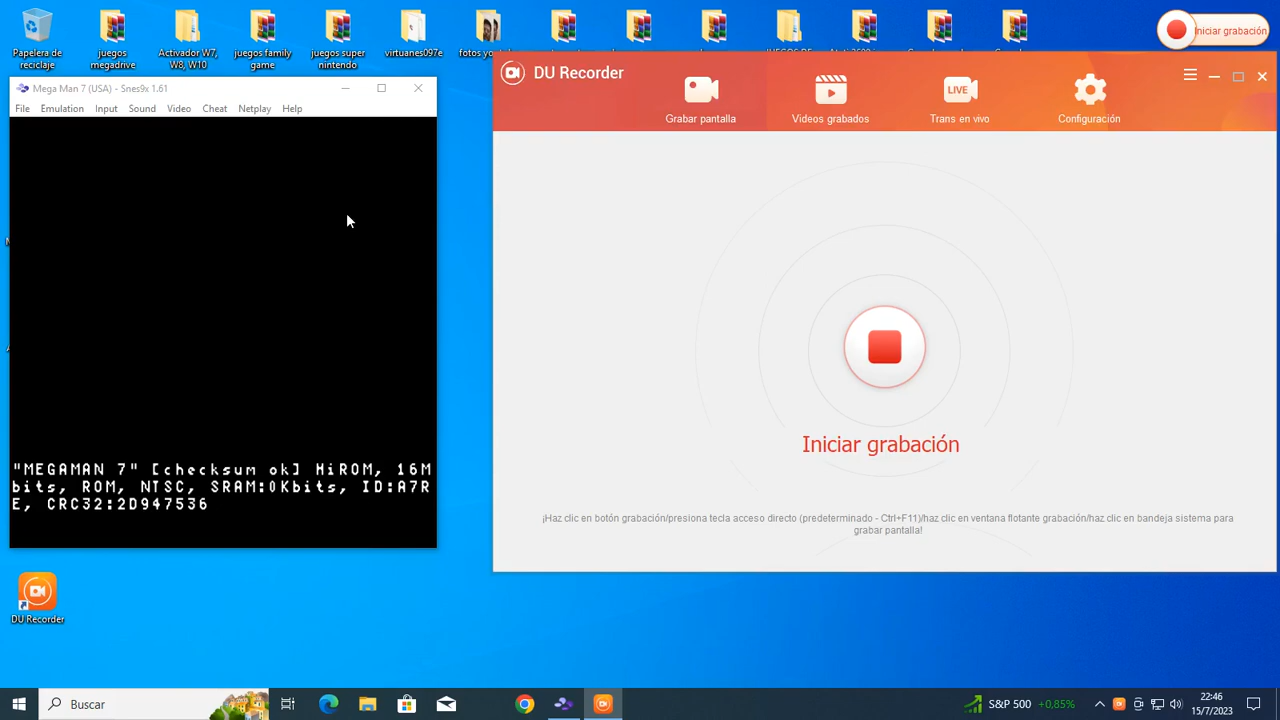 Papelera de
reciclaje
juegos
megadrive
Activador W7,
W8, W10
juegos family
game
juegos super
nintendo
virtuanes097e
Iniciar grabación
Mega Man 7 (USA) - Snes9x 1.61
File Emulation Input Sound Video Cheat Netplay Help
"MEGAMAN 7" [checksum ok] HiROM, 16M
bits, ROM, NTSC, SRAM:0Kbits, ID:A7R
E, CRC32:2D947536
DU Recorder
Grabar pantalla
Videos grabados
LIVE
Trans en vivo
Configuración
Iniciar grabación
¡Haz clic en botón grabación/presiona tecla acceso directo (predeterminado - Ctrl+F11)/haz clic en ventana flotante grabación/haz clic en bandeja sistema para
grabar pantalla!
DU Recorder
Buscar
S&P 500 +0,85%
22:46
15/7/2023